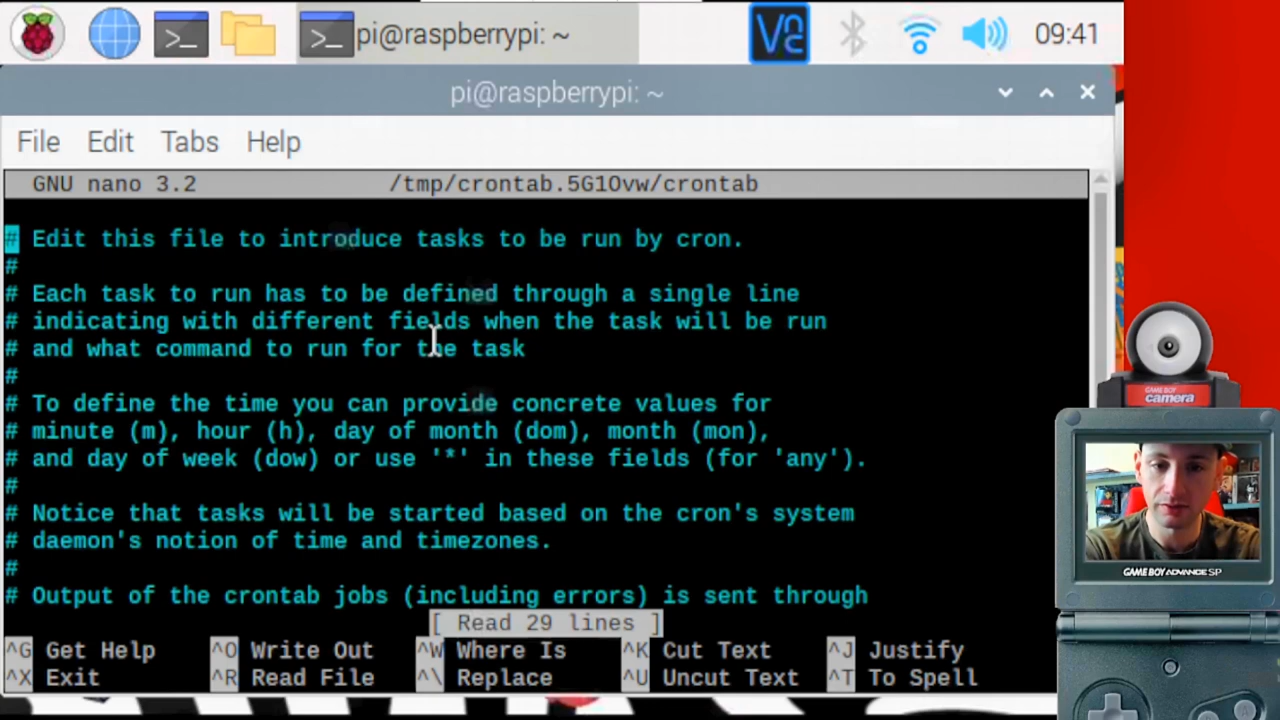 pi@raspberrypi: ~
V2
09:41
pi@raspberrypi: ~
File Edit Tabs Help
GNU nano 3.2 /tmp/crontab.5G1Ovw/crontab
# Edit this file to introduce tasks to be run by cron.
#
# Each task to run has to be defined through a single line
# indicating with different fields when the task will be run
# and what command to run for the task
#
# To define the time you can provide concrete values for
# minute (m), hour (h), day of month (dom), month (mon),
# and day of week (dow) or use '*' in these fields (for 'any').
#
# Notice that tasks will be started based on the cron's system
# daemon's notion of time and timezones.
#
# Output of the crontab jobs (including errors) is sent through
[ Read 29 lines ]
^G Get Help ^O Write Out ^W Where Is ^K Cut Text ^J Justify
^X Exit ^R Read File ^\ Replace ^U Uncut Text ^T To Spell
GAME BOY
camera
GAME BOY ADVANCE SP